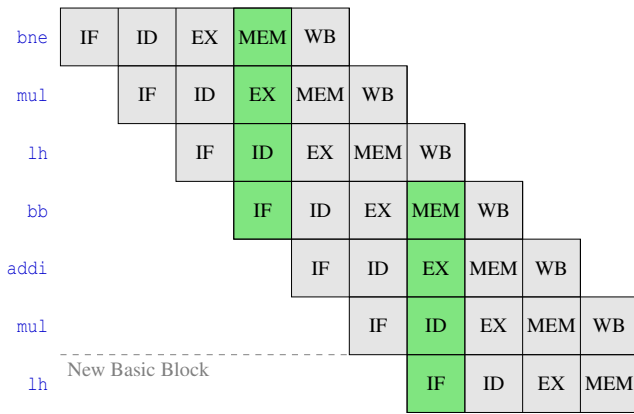 bne IF ID EX MEM WB
mul IF ID EX MEM WB
lh IF ID EX MEM WB
bb IF ID EX MEM WB
addi IF ID EX MEM WB
mul IF ID EX MEM WB
New Basic Block
lh IF ID EX MEM